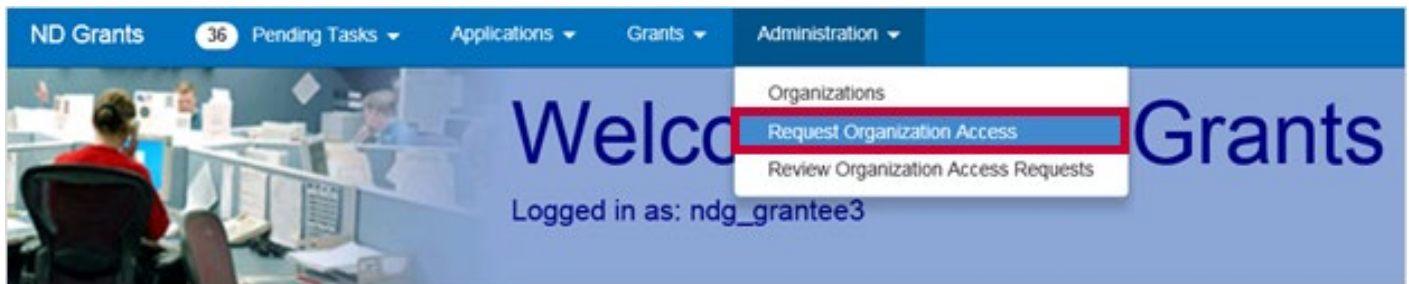 ND Grants 36 Pending Tasks Applications Grants Administration
Organizations
Request Organization Access
Review Organization Access Requests
Welco Grants
Logged in as: ndg_grantee3